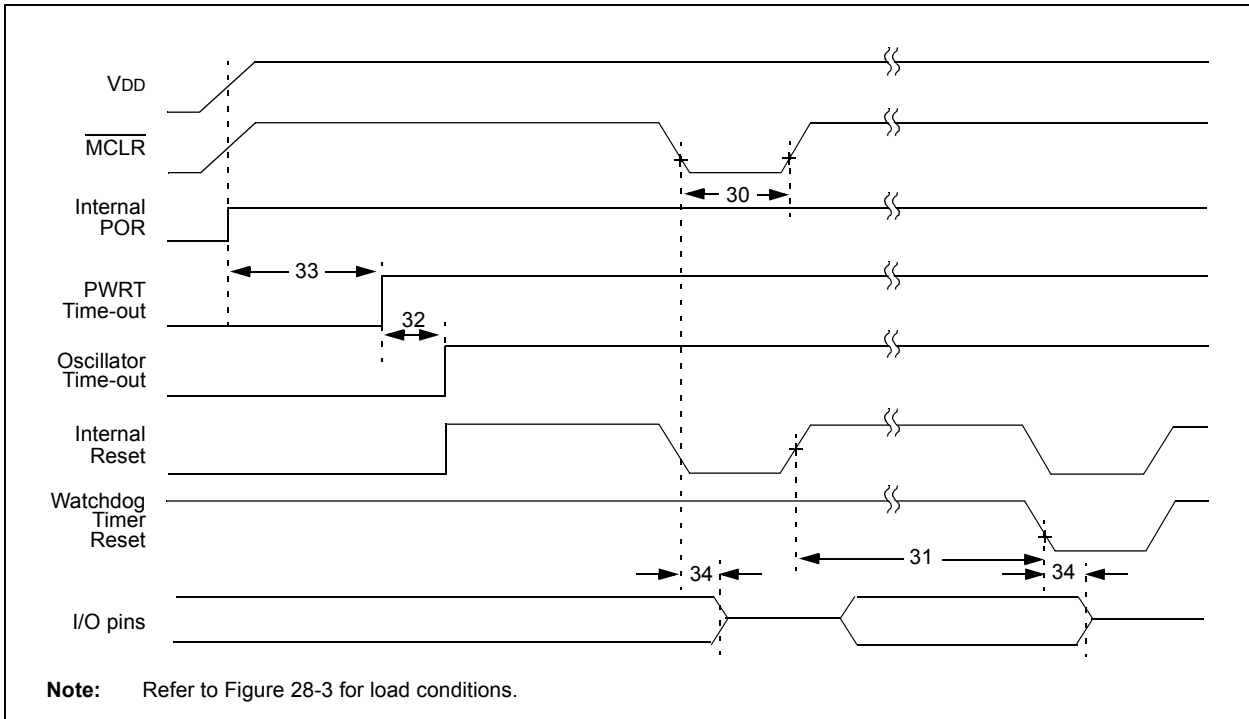 VDD
MCLR
30
Internal
POR
33
PWRT
Time-out
32
Oscillator
Time-out
Internal
Reset
Watchdog
Timer
Reset
31
34
34
I/O pins
Note: Refer to Figure 28-3 for load conditions.